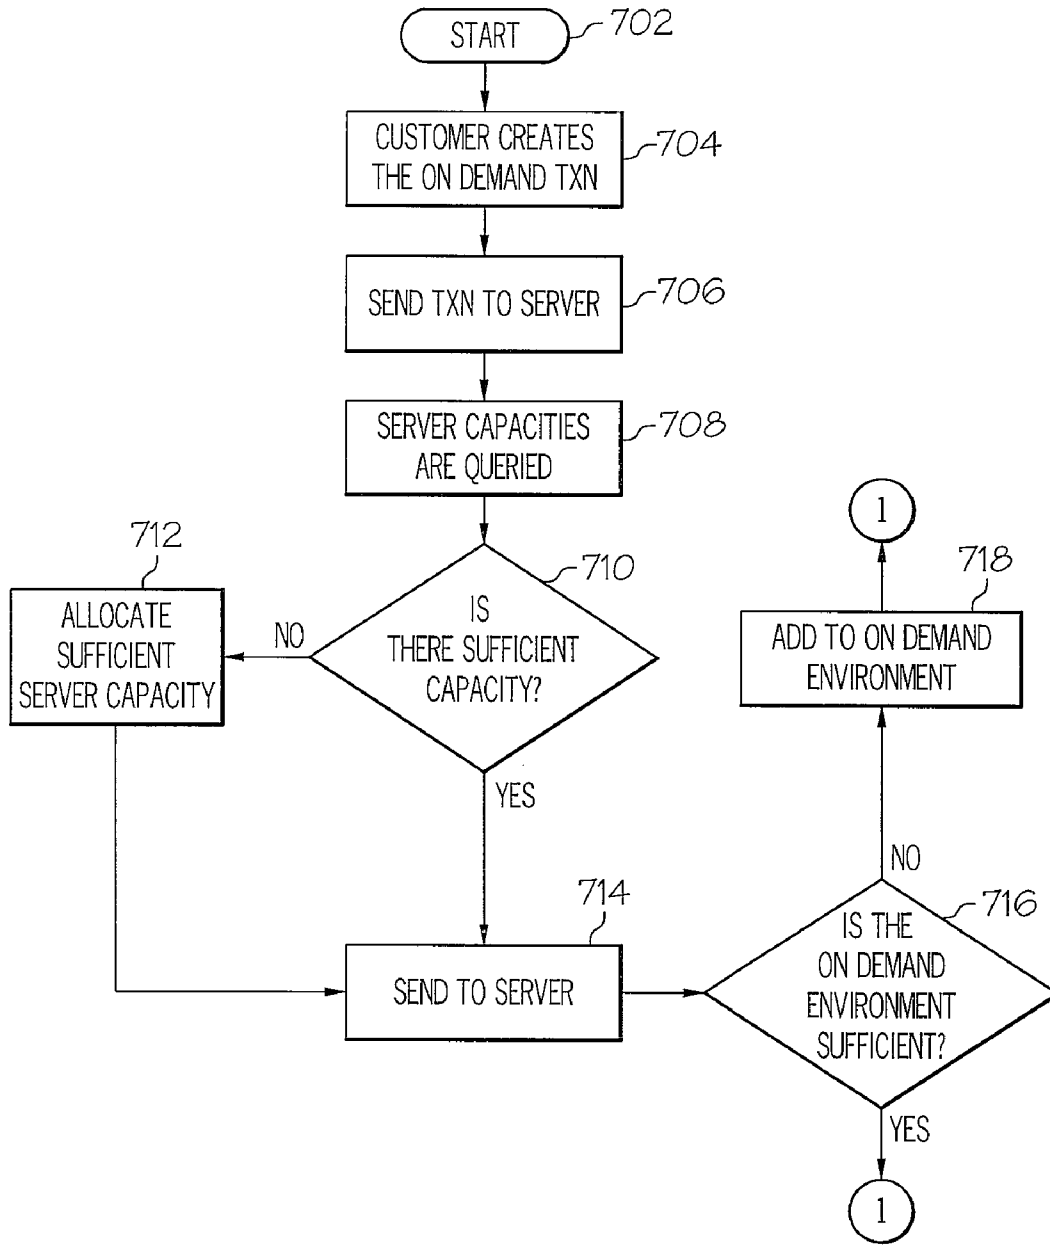 START
702
CUSTOMER CREATES
THE ON DEMAND TXN
704
SEND TXN TO SERVER
706
SERVER CAPACITIES
ARE QUERIED
708
IS
THERE SUFFICIENT
CAPACITY?
710
NO
712
ALLOCATE
SUFFICIENT
SERVER CAPACITY
YES
714
SEND TO SERVER
716
IS THE
ON DEMAND
ENVIRONMENT
SUFFICIENT?
NO
718
ADD TO ON DEMAND
ENVIRONMENT
1
YES
1